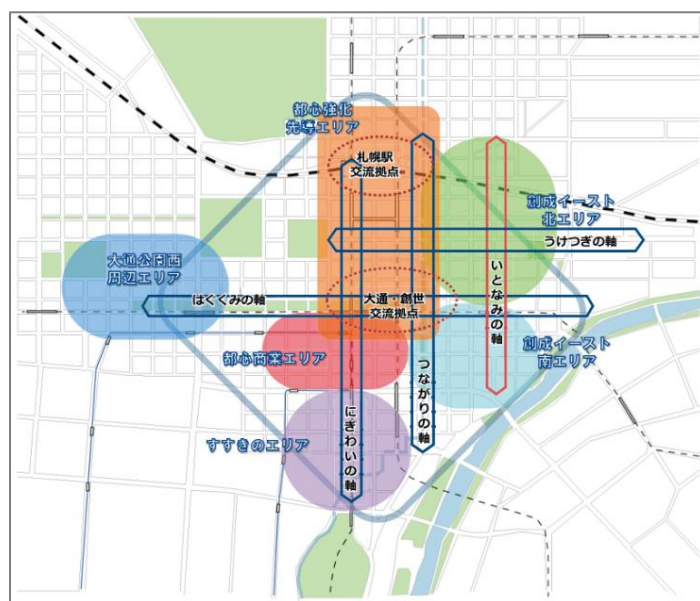 都心強化
先導エリア
札幌駅
交流拠点
創成イースト
北エリア
うけつぎの軸
大通公園西
周辺エリア
いとなみの軸
はぐくみの軸
大通・創世
交流拠点
都心商業エリア
創成イースト
南エリア
つながりの軸
すすきのエリア
にぎわいの軸